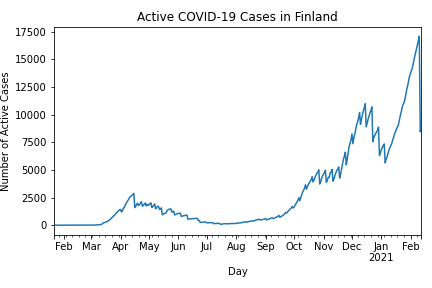 Active COVID-19 Cases in Finland
17500
15000
12500
10000
7500
5000
2500
0
Number of Active Cases
Feb Mar Apr May Jun Jul Aug Sep Oct Nov Dec Jan Feb
2021
Day